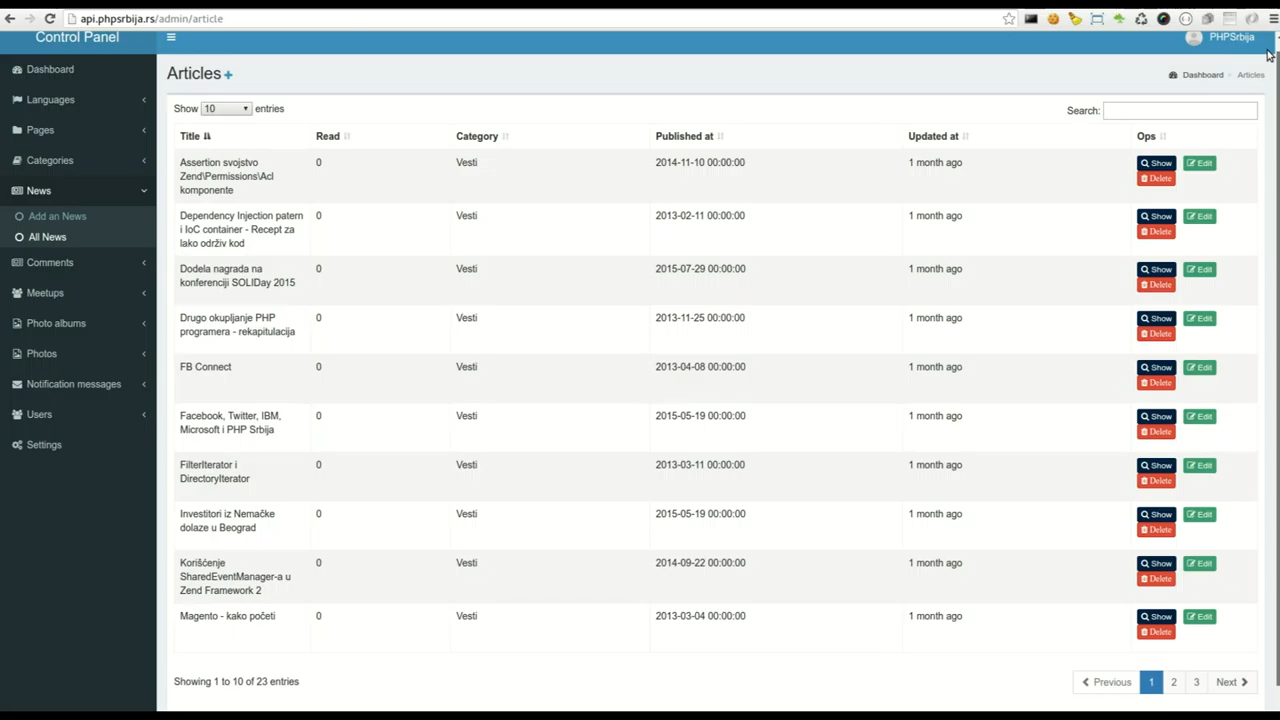 api.phpsrbija.rs/admin/article
Control Panel
PHPSrbija
Dashboard
Languages
Pages
Categories
News
Add an News
All News
Comments
Meetups
Photo albums
Photos
Notification messages
Users
Settings
Articles +
Dashboard > Articles
Show 10 entries
Search:
Title Read Category Published at Updated at Ops
Assertion svojstvo
Zend\Permissions\Acl
komponente
0 Vesti 2014-11-10 00:00:00 1 month ago Show Edit
Delete
Dependency Injection patern
i IoC container - Recept za
lako održiv kod
0 Vesti 2013-02-11 00:00:00 1 month ago Show Edit
Delete
Dodela nagrada na
konferenciji SOLIDay 2015
0 Vesti 2015-07-29 00:00:00 1 month ago Show Edit
Delete
Drugo okupljanje PHP
programera - rekapitulacija
0 Vesti 2013-11-25 00:00:00 1 month ago Show Edit
Delete
FB Connect
0 Vesti 2013-04-08 00:00:00 1 month ago Show Edit
Delete
Facebook, Twitter, IBM,
Microsoft i PHP Srbija
0 Vesti 2015-05-19 00:00:00 1 month ago Show Edit
Delete
FilterIterator i
DirectoryIterator
0 Vesti 2013-03-11 00:00:00 1 month ago Show Edit
Delete
Investitori iz Nemačke
dolaze u Beograd
0 Vesti 2015-05-19 00:00:00 1 month ago Show Edit
Delete
Korišćenje
SharedEventManager-a u
Zend Framework 2
0 Vesti 2014-09-22 00:00:00 1 month ago Show Edit
Delete
Magento - kako početi
0 Vesti 2013-03-04 00:00:00 1 month ago Show Edit
Delete
Showing 1 to 10 of 23 entries
Previous 1 2 3 Next